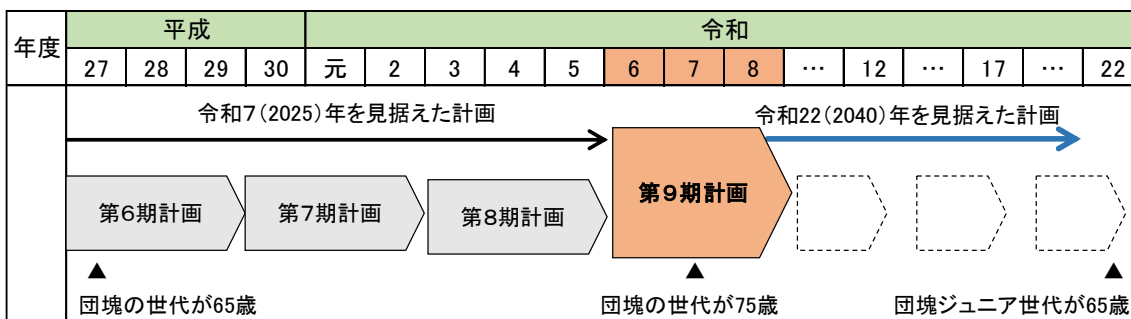 年度
平成 令和
27 28 29 30 元 2 3 4 5 6 7 8 … 12 … 17 … 22
令和7(2025)年を見据えた計画 令和22(2040)年を見据えた計画
第6期計画 第7期計画 第8期計画 第9期計画
▲ ▲ ▲
団塊の世代が65歳 団塊の世代が75歳 団塊ジュニア世代が65歳